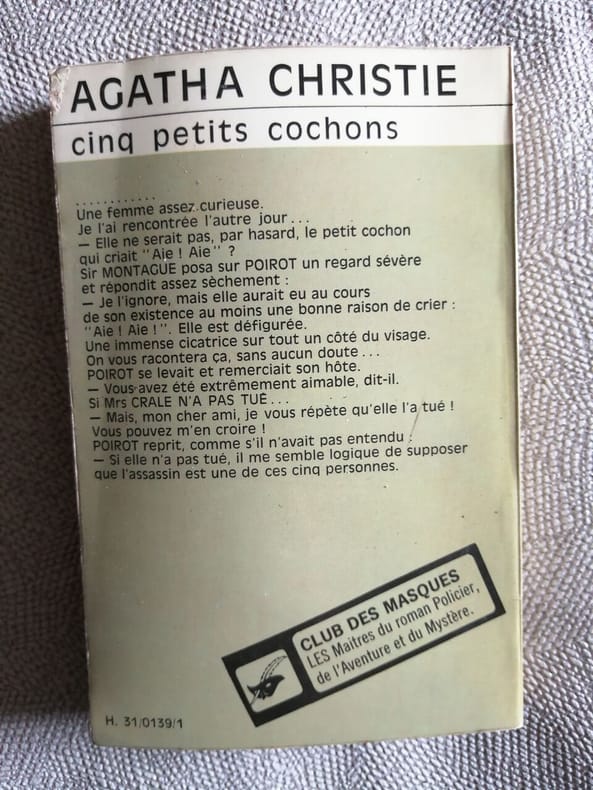 AGATHA CHRISTIE
cinq petits cochons
............
Une femme assez curieuse.
Je l'ai rencontrée l'autre jour...
— Elle ne serait pas, par hasard, le petit cochon
qui criait "Aie ! Aie" ?
Sir MONTAGUE posa sur POIROT un regard sévère
et répondit assez sèchement :
— Je l'ignore, mais elle aurait eu au cours
de son existence au moins une bonne raison de crier :
"Aie ! Aie !". Elle est défigurée.
Une immense cicatrice sur tout un côté du visage.
On vous racontera ça, sans aucun doute...
POIROT se levait et remerciait son hôte.
— Vous avez été extrêmement aimable, dit-il.
Si Mrs CRALE N'A PAS TUÉ...
— Mais, mon cher ami, je vous répète qu'elle l'a tué !
Vous pouvez m'en croire !
POIROT reprit, comme s'il n'avait pas entendu :
— Si elle n'a pas tué, il me semble logique de supposer
que l'assassin est une de ces cinq personnes.
CLUB DES MASQUES
LES Maîtres du roman Policier,
de l'Aventure et du Mystère.
H. 31/0139/1